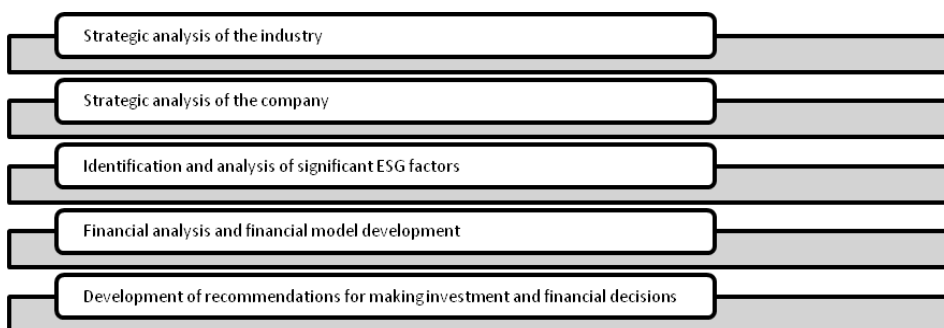 Strategic analysis of the industry
Strategic analysis of the company
Identification and analysis of significant ESG factors
Financial analysis and financial model development
Development of recommendations for making investment and financial decisions